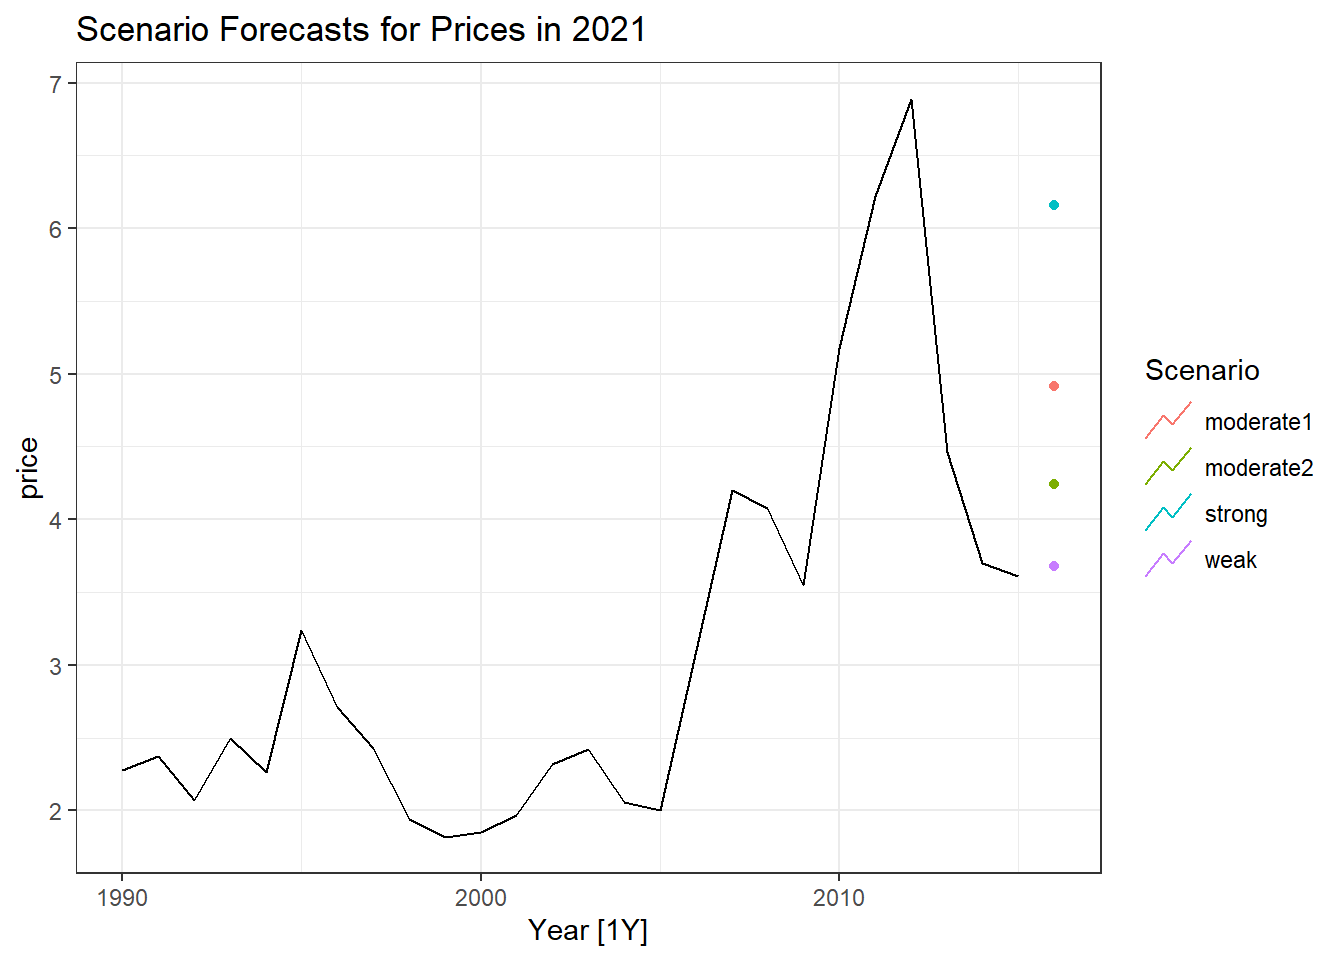 Scenario Forecasts for Prices in 2021
7
6
5
4
3
2
price
1990
2000
2010
Year [1Y]
Scenario
moderate1
moderate2
strong
weak